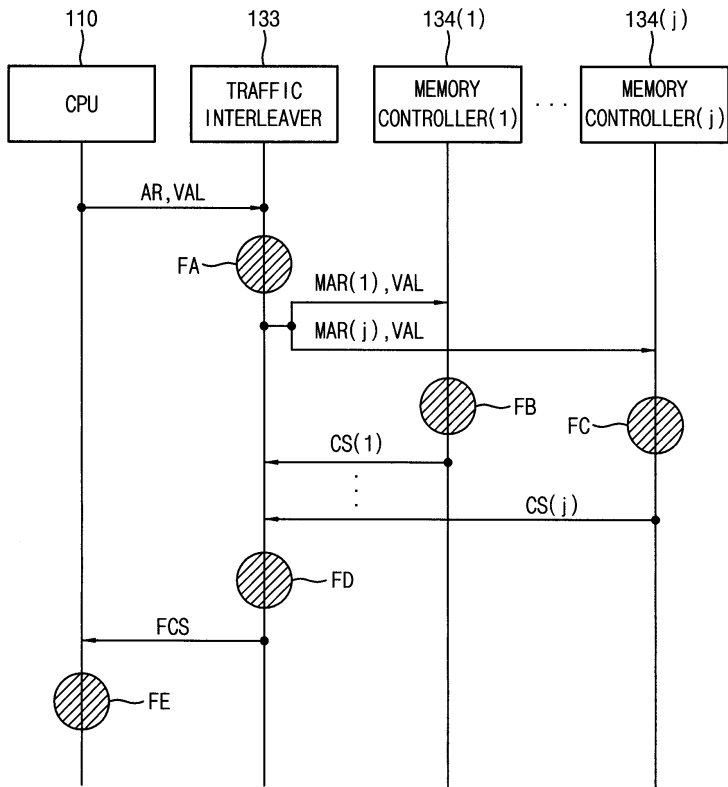 110
133
134(1)
134(j)
CPU
TRAFFIC
INTERLEAVER
MEMORY
CONTROLLER(1)
...
MEMORY
CONTROLLER(j)
AR,VAL
FA
MAR(1),VAL
MAR(j),VAL
FB
FC
CS(1)
CS(j)
FD
FCS
FE